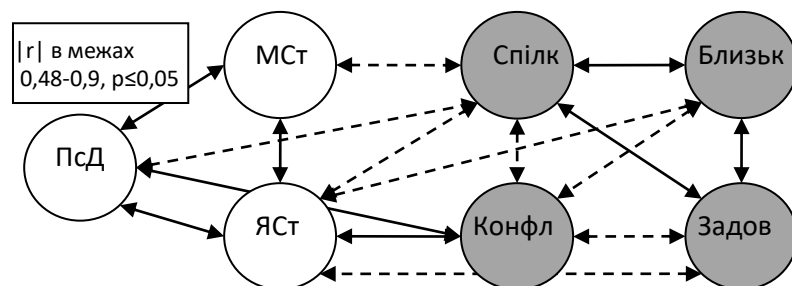 |r| в межах
0,48-0,9, p≤0,05
МСт
Спілк
Близьк
ПсД
ЯСт
Конфл
Задов